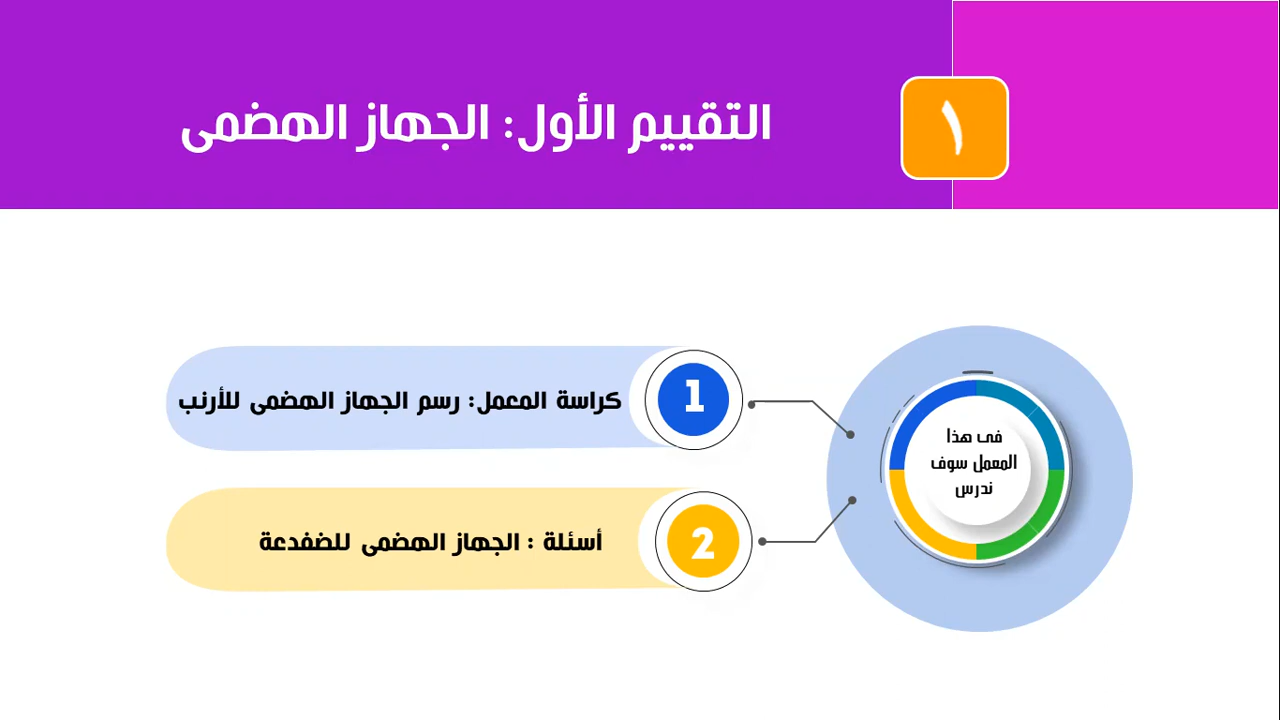 ١
التقييم الأول: الجهاز الهضمى
فى هذا
المعمل سوف
ندرس
1
كراسة المعمل: رسم الجهاز الهضمى للأرنب
2
أسئلة : الجهاز الهضمى للضفدعة